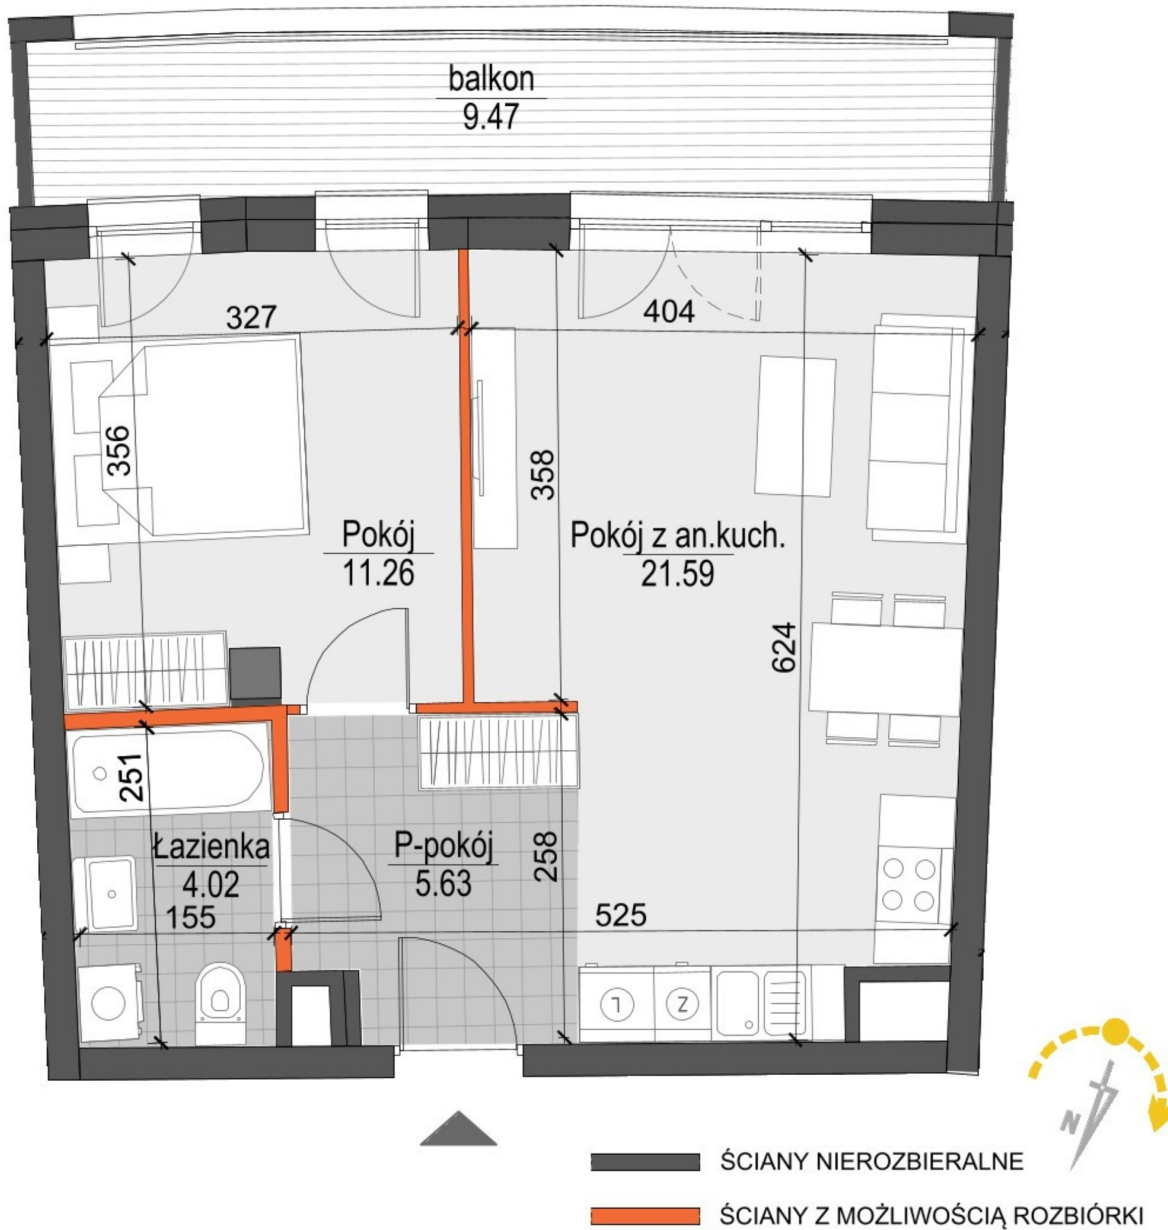 balkon
9.47
327
404
356
358
Pokój
11.26
Pokój z an.kuch.
21.59
624
251
Łazienka
4.02
P-pokój
5.63
258
155
525
L
Z
N
ŚCIANY NIEROZBIERALNE
ŚCIANY Z MOŻLIWOŚCIĄ ROZBIÓRKI